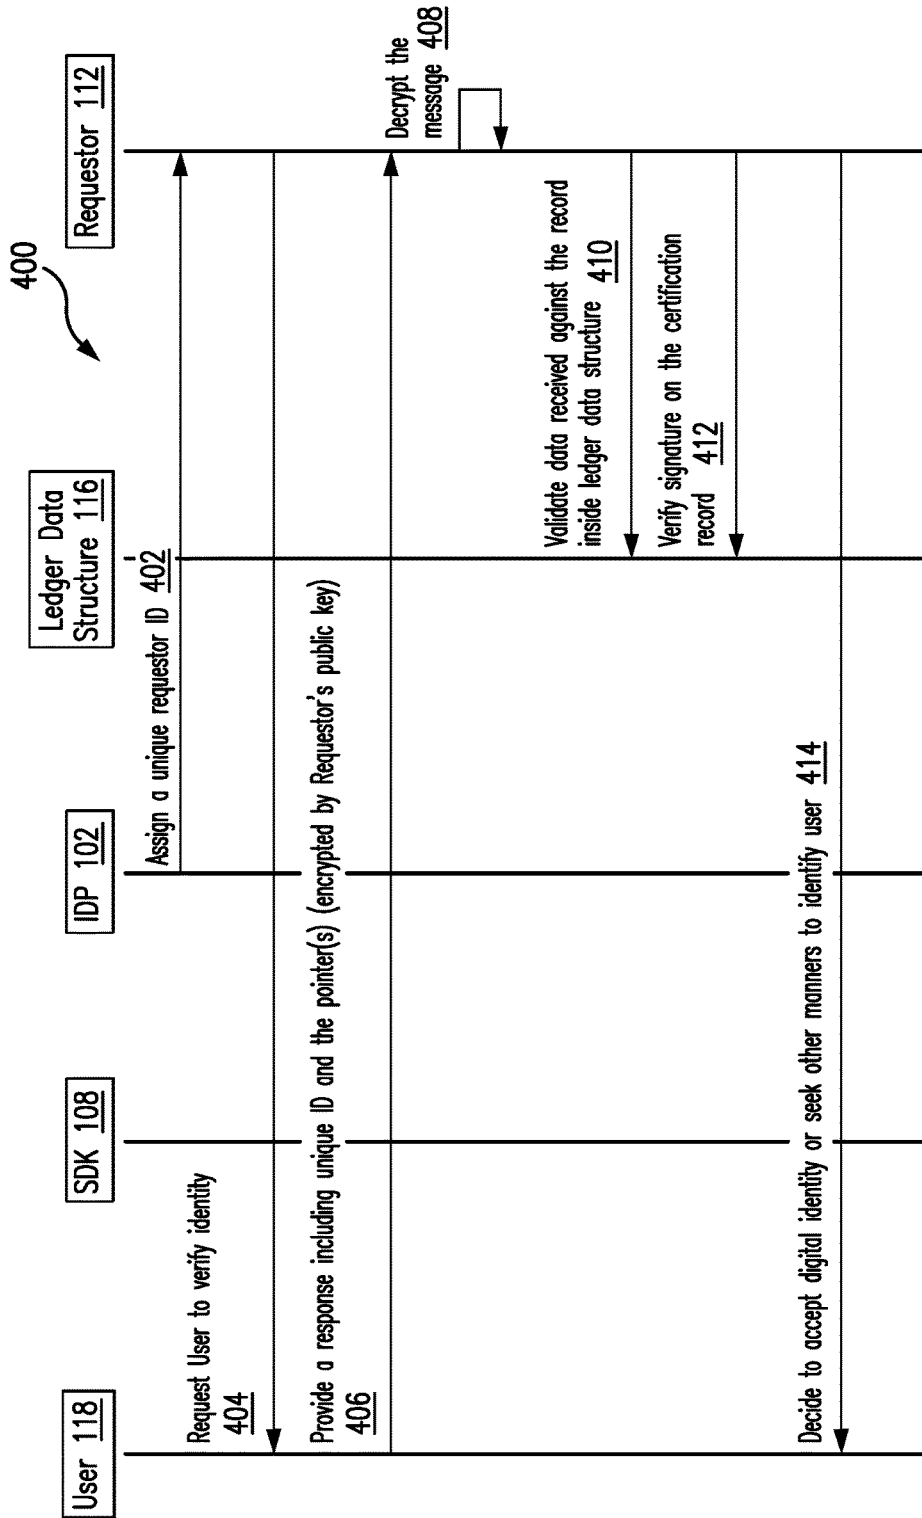 400
User 118
SDK 108
IDP 102
Ledger Data
Structure 116
Requestor 112
Assign a unique requestor ID 402
Request User to verify identity
404
Provide a response including unique ID and the pointer(s) (encrypted by Requestor's public key)
406
Decrypt the
message 408
Validate data received against the record
inside ledger data structure 410
Verify signature on the certification
record 412
Decide to accept digital identity or seek other manners to identify user 414